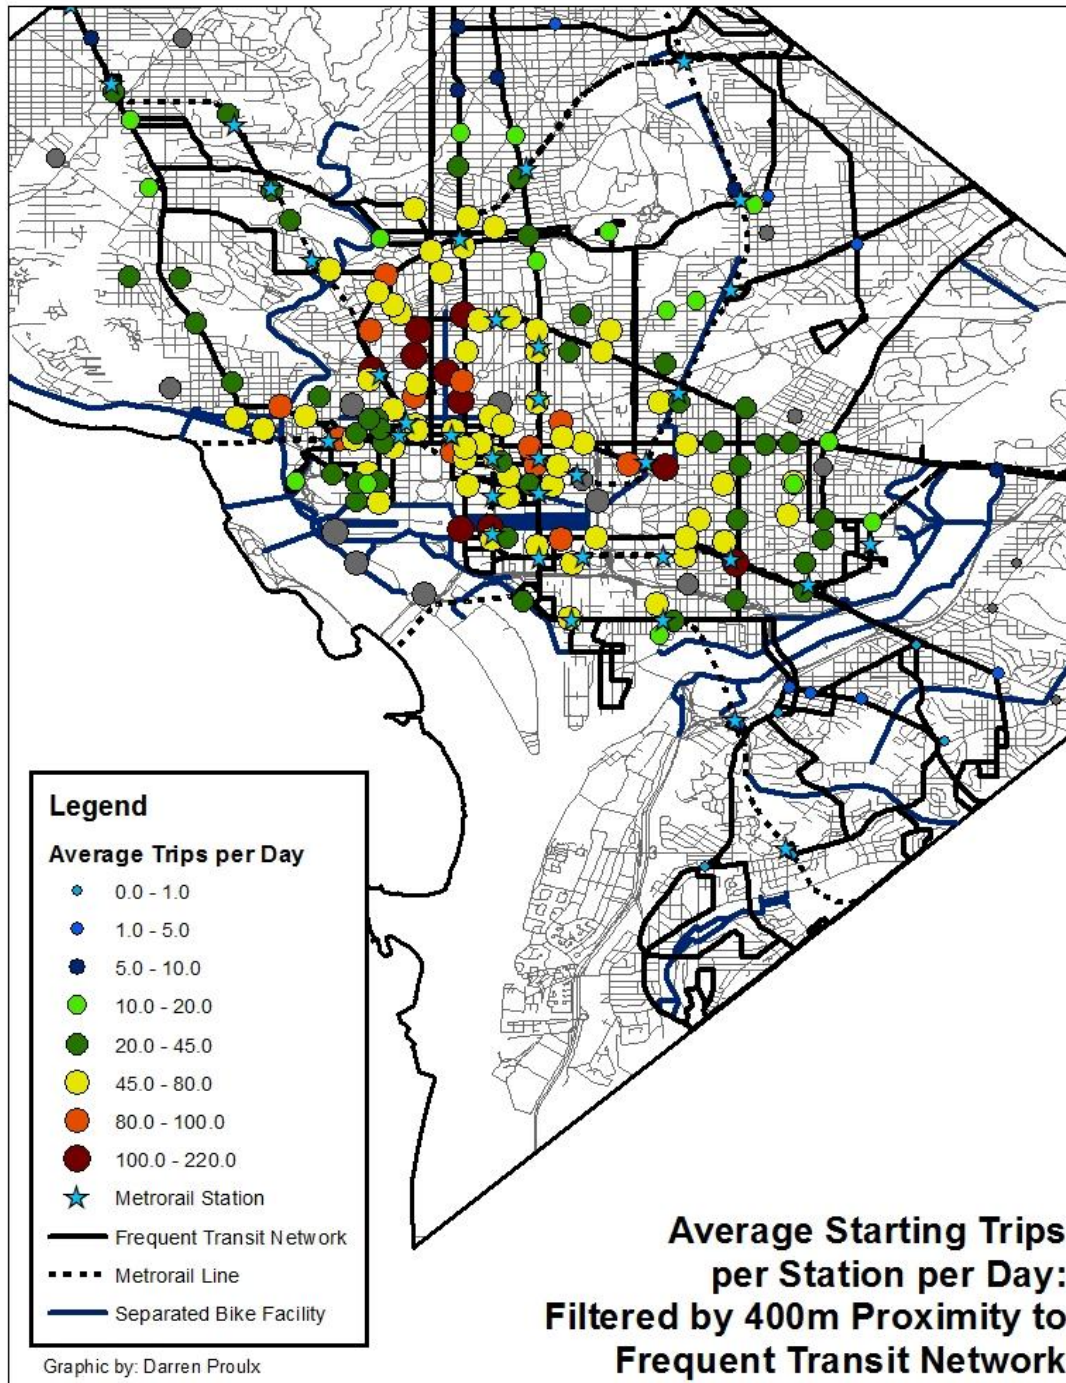 Legend
Average Trips per Day
0.0 - 1.0
1.0 - 5.0
5.0 - 10.0
10.0 - 20.0
20.0 - 45.0
45.0 - 80.0
80.0 - 100.0
100.0 - 220.0
Metrorail Station
Frequent Transit Network
Metrorail Line
Separated Bike Facility
Graphic by: Darren Proulx
Average Starting Trips
per Station per Day:
Filtered by 400m Proximity to
Frequent Transit Network